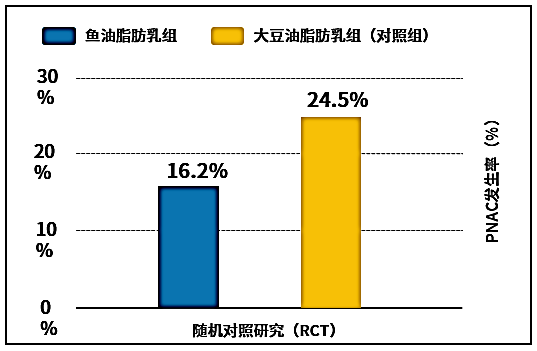 鱼油脂肪乳组
大豆油脂肪乳组（对照组）
30
%
24.5%
20
%
16.2%
10
%
0
%
PNAC发生率（%）
随机对照研究（RCT）